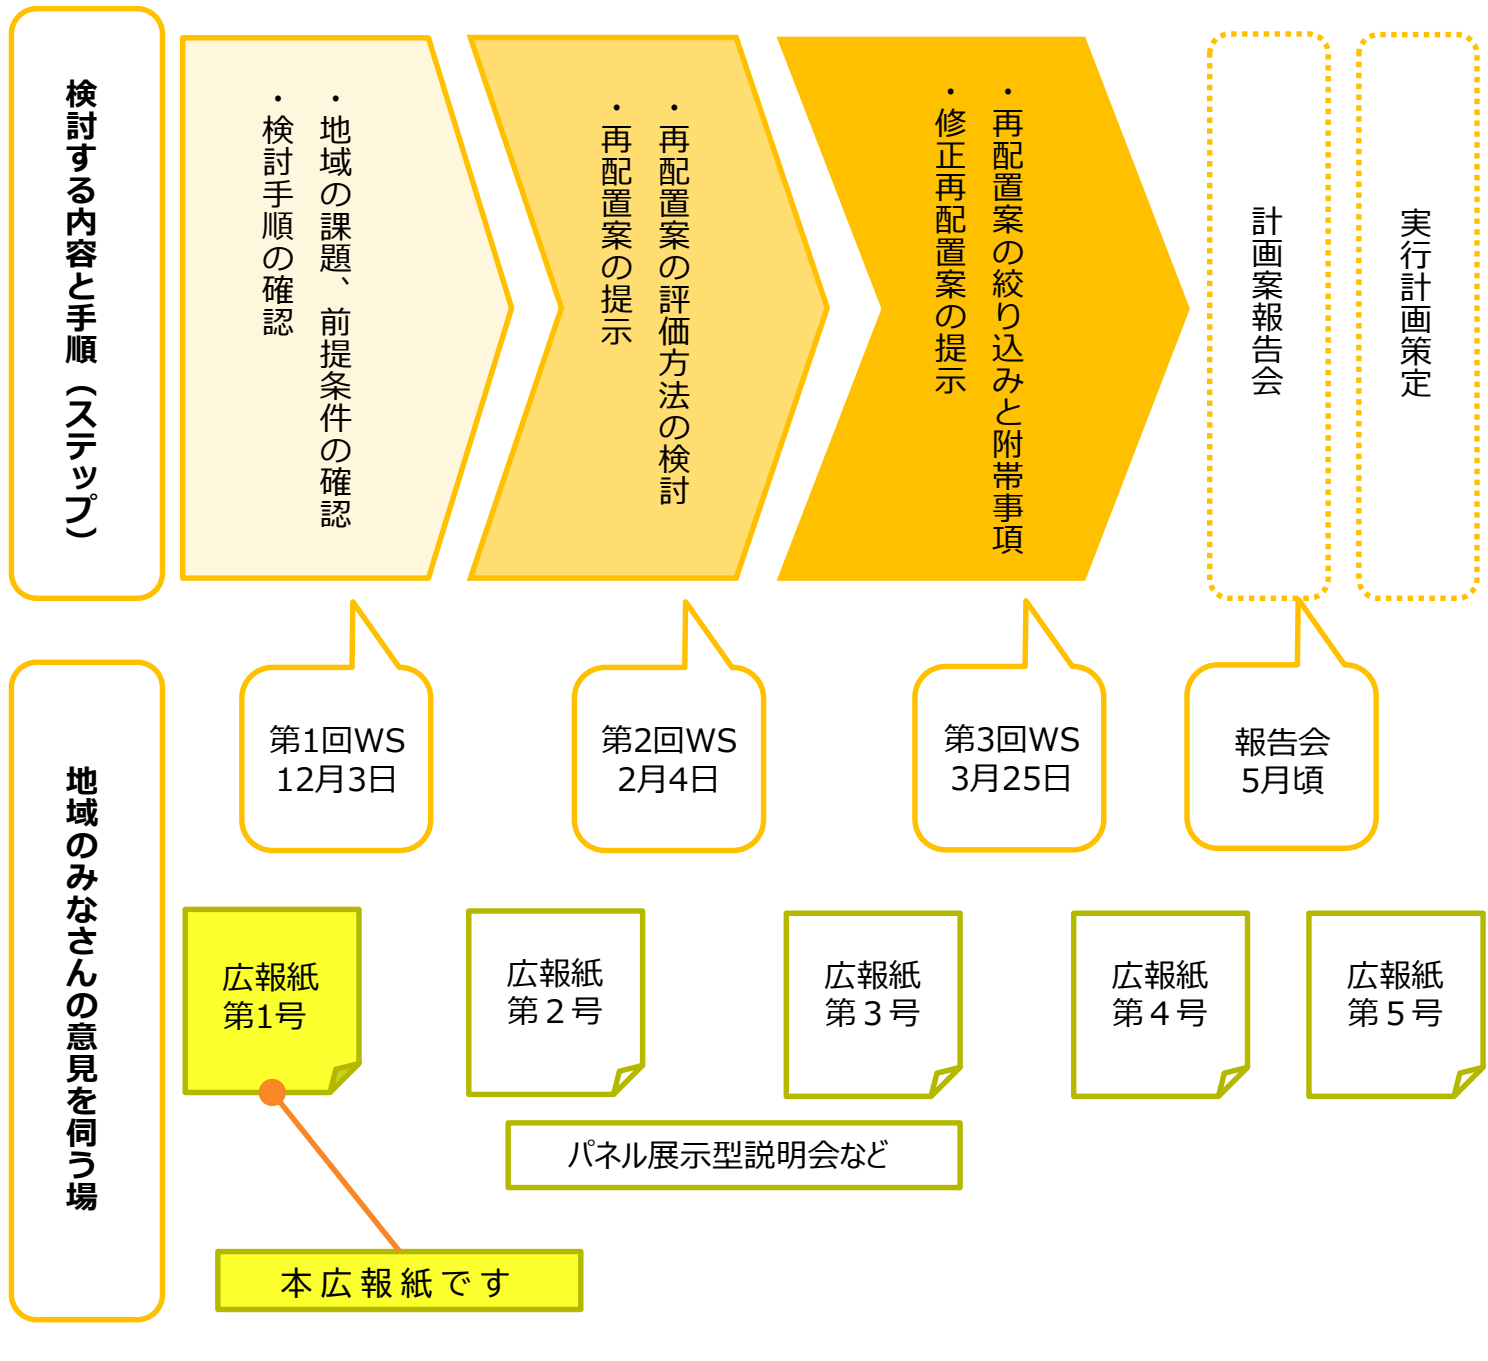 検討する内容と手順（ステップ）
・地域の課題、前提条件の確認
・検討手順の確認
・再配置案の評価方法の検討
・再配置案の提示
・再配置案の絞り込みと附帯事項
・修正再配置案の提示
計画案報告会
実行計画策定
地域のみなさんの意見を伺う場
第1回WS
12月3日
第2回WS
2月4日
第3回WS
3月25日
報告会
5月頃
広報紙
第1号
広報紙
第２号
広報紙
第３号
広報紙
第４号
広報紙
第５号
パネル展示型説明会など
本広報紙です